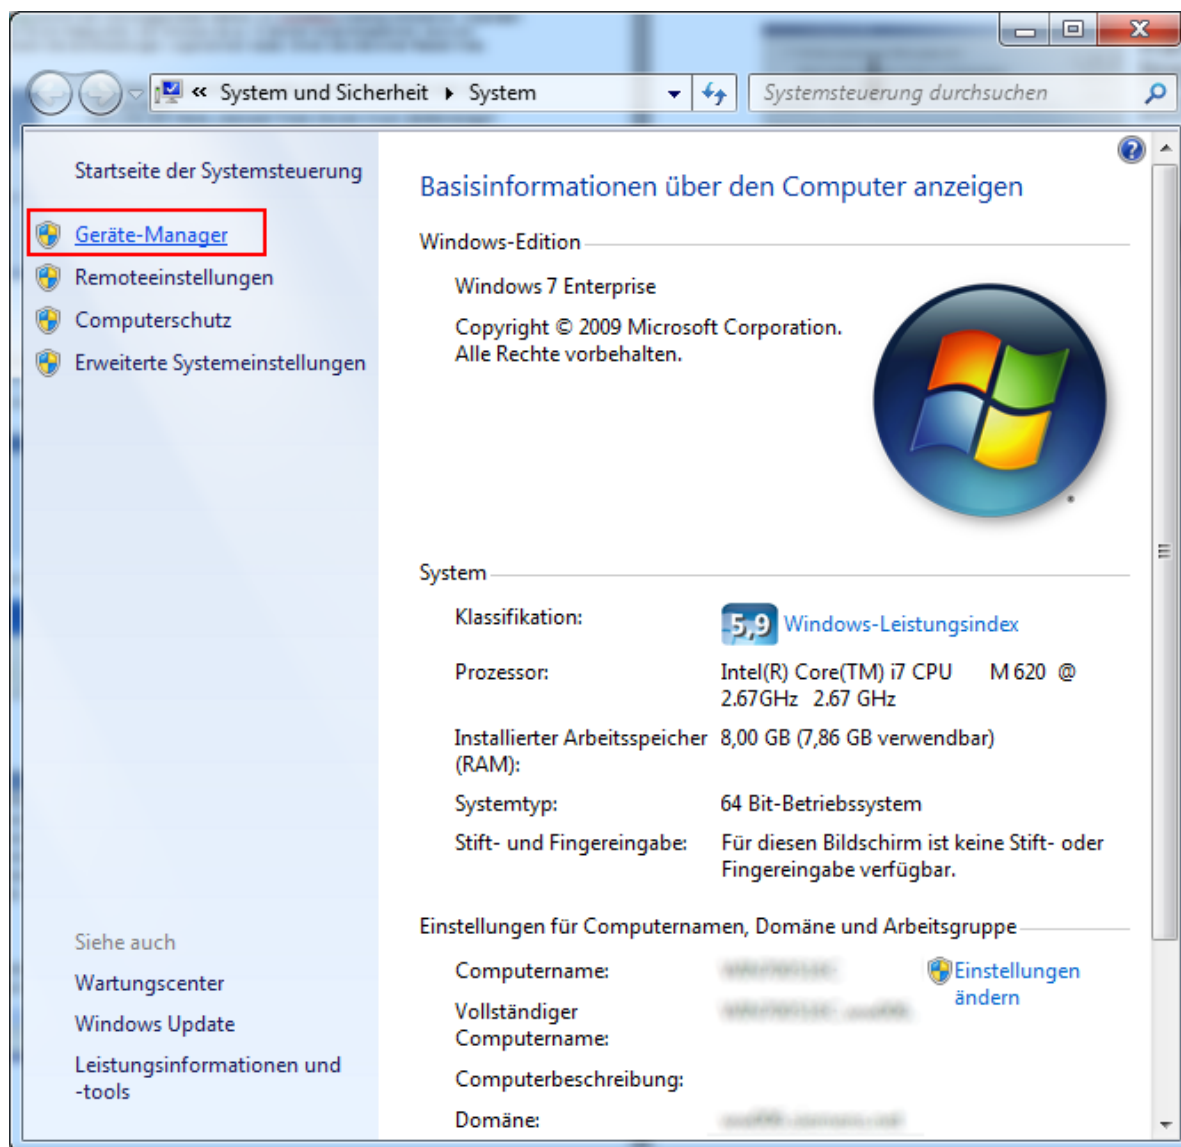 « System und Sicherheit ▸ System
Systemsteuerung durchsuchen
Startseite der Systemsteuerung
Geräte-Manager
Remoteeinstellungen
Computerschutz
Erweiterte Systemeinstellungen
Siehe auch
Wartungscenter
Windows Update
Leistungsinformationen und
-tools
Basisinformationen über den Computer anzeigen
Windows-Edition
Windows 7 Enterprise
Copyright © 2009 Microsoft Corporation.
Alle Rechte vorbehalten.
System
Klassifikation: 5,9 Windows-Leistungsindex
Prozessor: Intel(R) Core(TM) i7 CPU M 620 @
2.67GHz 2.67 GHz
Installierter Arbeitsspeicher 8,00 GB (7,86 GB verwendbar)
(RAM):
Systemtyp: 64 Bit-Betriebssystem
Stift- und Fingereingabe: Für diesen Bildschirm ist keine Stift- oder
Fingereingabe verfügbar.
Einstellungen für Computernamen, Domäne und Arbeitsgruppe
Computername: Einstellungen
ändern
Vollständiger
Computername:
Computerbeschreibung:
Domäne: